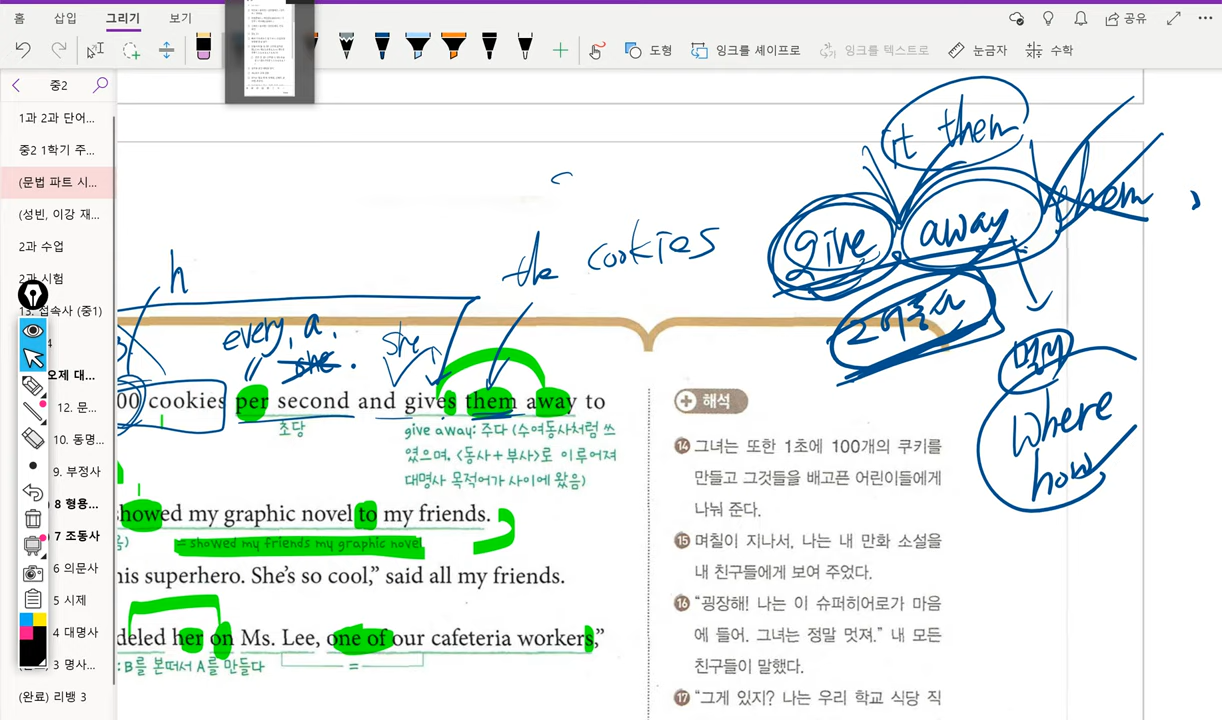 홈 삽입 그리기 보기
공유
도형 잉크를 셰이프로 잉크를 텍스트로 눈금자 수학
중2
1과 2과 단어...
중2 1학기 주...
(문법 파트 시...
(성빈, 이강 재...
2과 수업
2과 시험
13. 접속사 (중1)
4
오제 대...
12. 문...
10. 동명...
9. 부정사
8 형용...
7 조동사
6 의문사
5 시제
4 대명사
3 명사...
(완료) 리뱅 3
it them
give away them
명사
where
how
h
the cookies
every, a.
she.
she
00 cookies per second and gives them away to
초당
give away: 주다 (수여동사처럼 쓰
였으며, <동사+부사>로 이루어져
대명사 목적어가 사이에 왔음)
showed my graphic novel to my friends.
= showed my friends my graphic novel
his superhero. She's so cool,” said all my friends.
deled her on Ms. Lee, one of our cafeteria workers,”
: B를 본떠서 A를 만들다
=
해석
14 그녀는 또한 1초에 100개의 쿠키를
만들고 그것들을 배고픈 어린이들에게
나눠 준다.
15 며칠이 지나서, 나는 내 만화 소설을
내 친구들에게 보여 주었다.
16 “굉장해! 나는 이 슈퍼히어로가 마음
에 들어. 그녀는 정말 멋져.” 내 모든
친구들이 말했다.
17 “그게 있지? 나는 우리 학교 식당 직